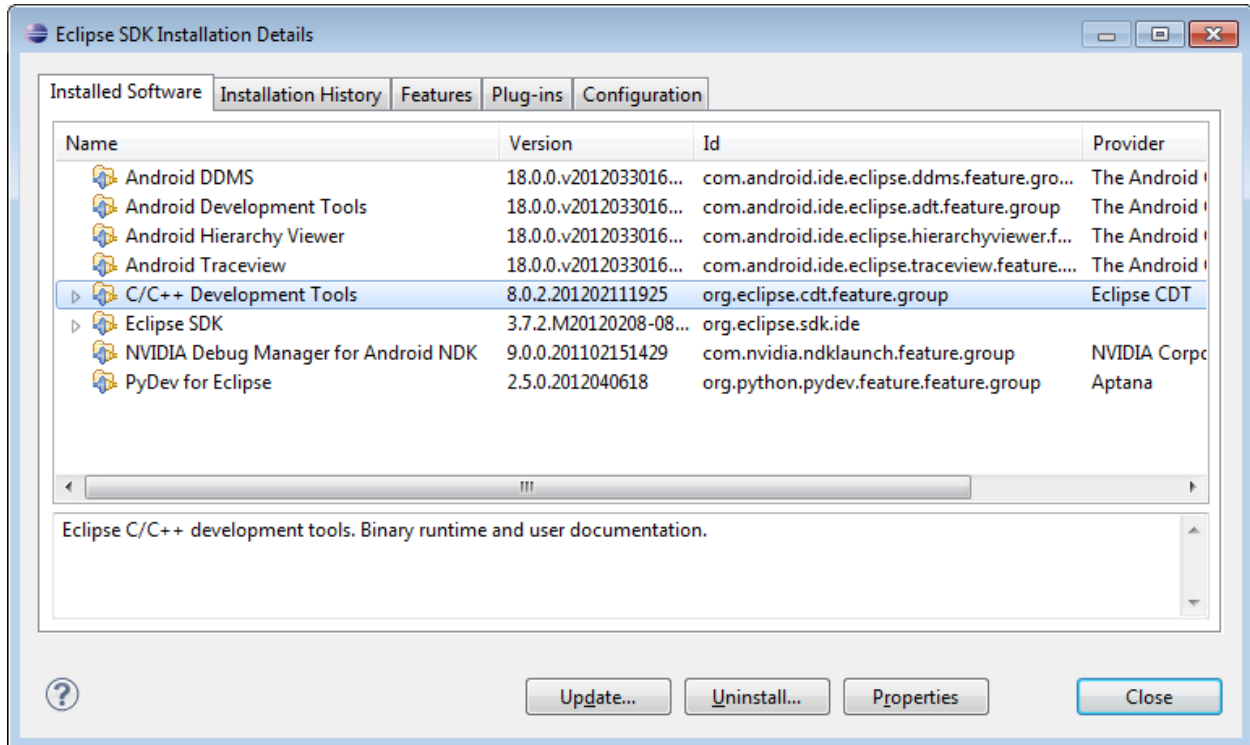 Eclipse SDK Installation Details
Installed Software Installation History Features Plug-ins Configuration
Name Version Id Provider
Android DDMS 18.0.0.v2012033016... com.android.ide.eclipse.ddms.feature.gro... The Android
Android Development Tools 18.0.0.v2012033016... com.android.ide.eclipse.adt.feature.group The Android
Android Hierarchy Viewer 18.0.0.v2012033016... com.android.ide.eclipse.hierarchyviewer.f... The Android
Android Traceview 18.0.0.v2012033016... com.android.ide.eclipse.traceview.feature.... The Android
C/C++ Development Tools 8.0.2.201202111925 org.eclipse.cdt.feature.group Eclipse CDT
Eclipse SDK 3.7.2.M20120208-08... org.eclipse.sdk.ide
NVIDIA Debug Manager for Android NDK 9.0.0.201102151429 com.nvidia.ndklaunch.feature.group NVIDIA Corpo
PyDev for Eclipse 2.5.0.2012040618 org.python.pydev.feature.feature.group Aptana
Eclipse C/C++ development tools. Binary runtime and user documentation.
? Update... Uninstall... Properties Close